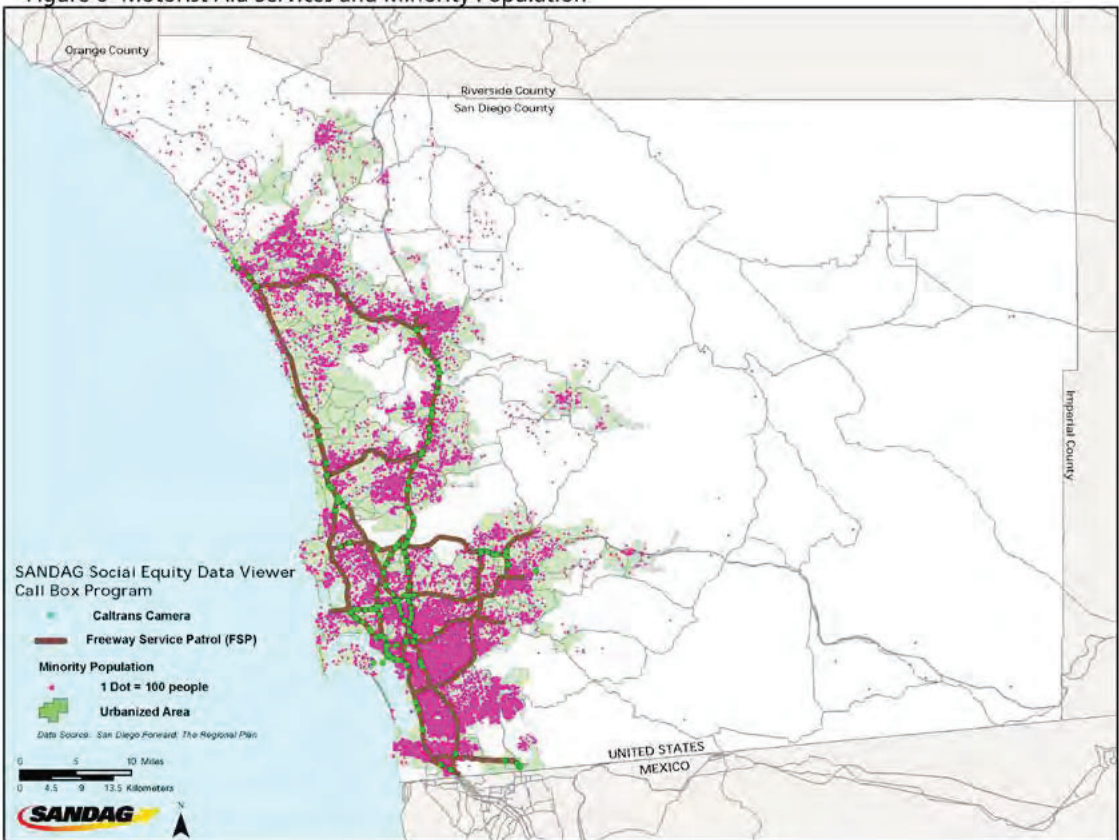 Figure 6 Motorist Aid Services and Minority Population
Orange County
Riverside County
San Diego County
Imperial County
SANDAG Social Equity Data Viewer
Call Box Program
Caltrans Camera
Freeway Service Patrol (FSP)
Minority Population
1 Dot = 100 people
Urbanized Area
Data Source: San Diego Forward: The Regional Plan
0 5 10 Miles
0 4.5 9 13.5 Kilometers
SANDAG
N
UNITED STATES
MEXICO